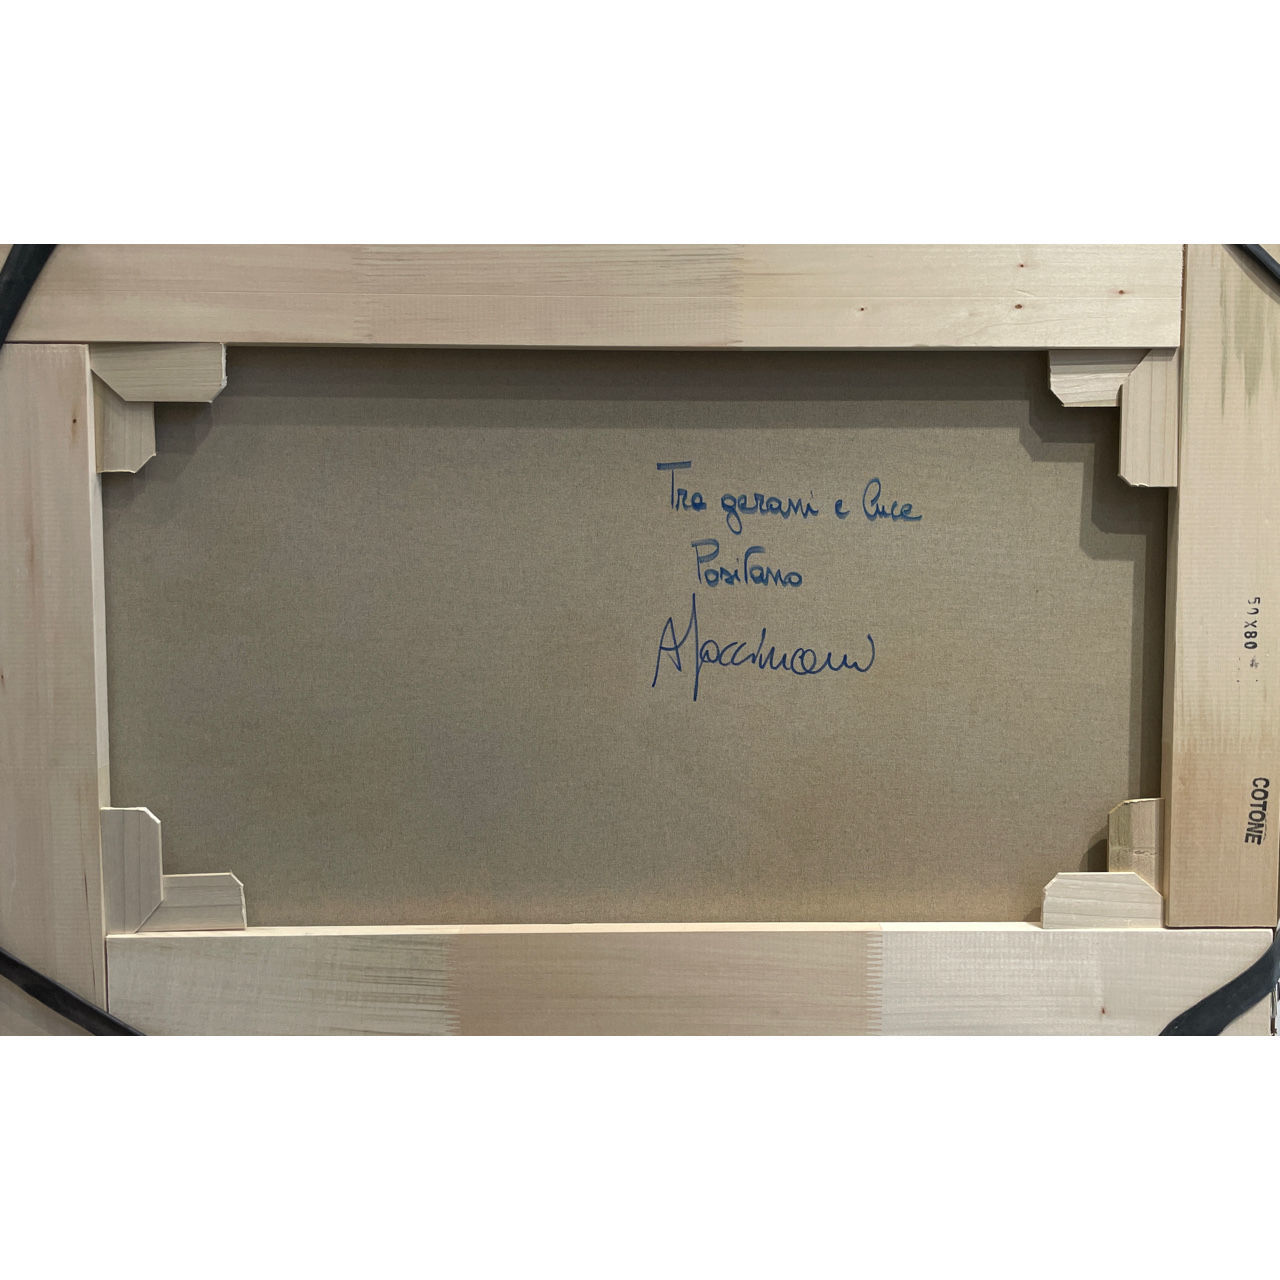 Tra gerani e luce
Positano
50X80
COTONE